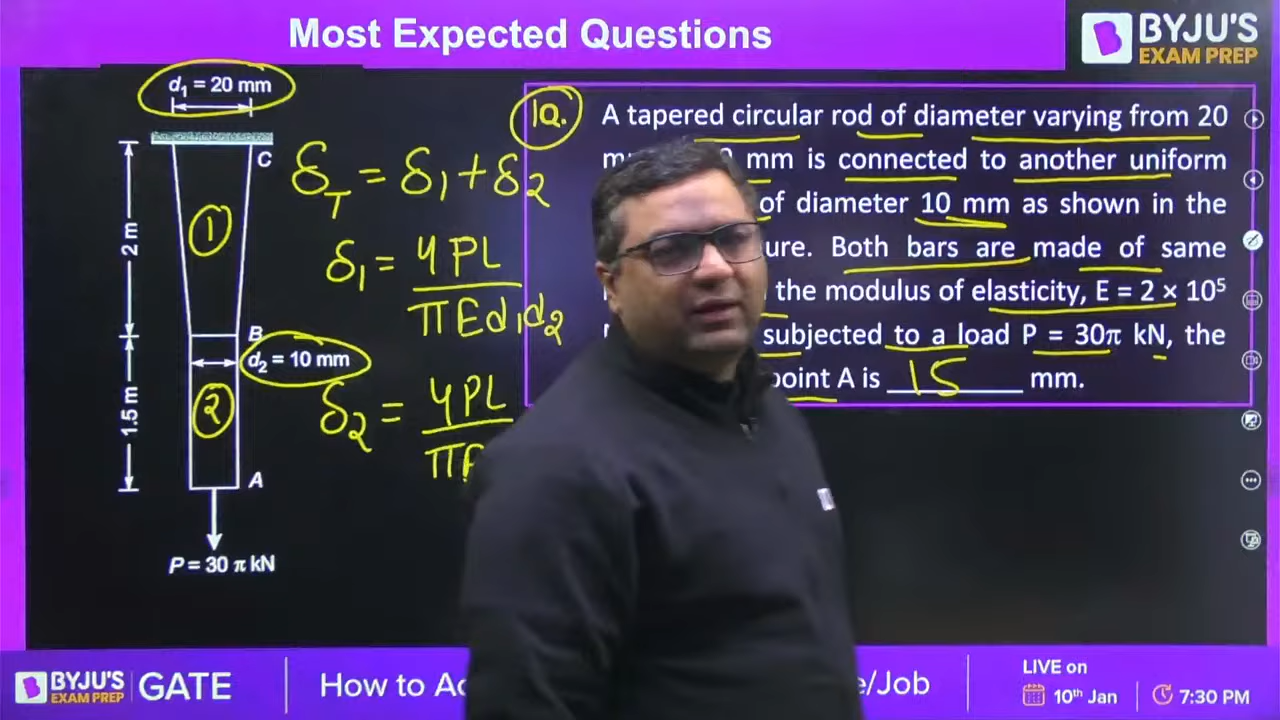 Most Expected Questions
BYJU'S
EXAM PREP
d₁ = 20 mm
C
2 m
1
B
d₂ = 10 mm
1.5 m
2
A
P = 30 π kN
δT = δ₁ + δ₂
δ₁ = 4PL / πEd₁d₂
δ₂ = 4PL / π
1Q.
A tapered circular rod of diameter varying from 20
mm is connected to another uniform
of diameter 10 mm as shown in the
Both bars are made of same
the modulus of elasticity, E = 2 × 10⁵
subjected to a load P = 30π kN, the
point A is 15 mm.
BYJU'S
EXAM PREP
GATE
How to
/Job
LIVE on
10th Jan
7:30 PM